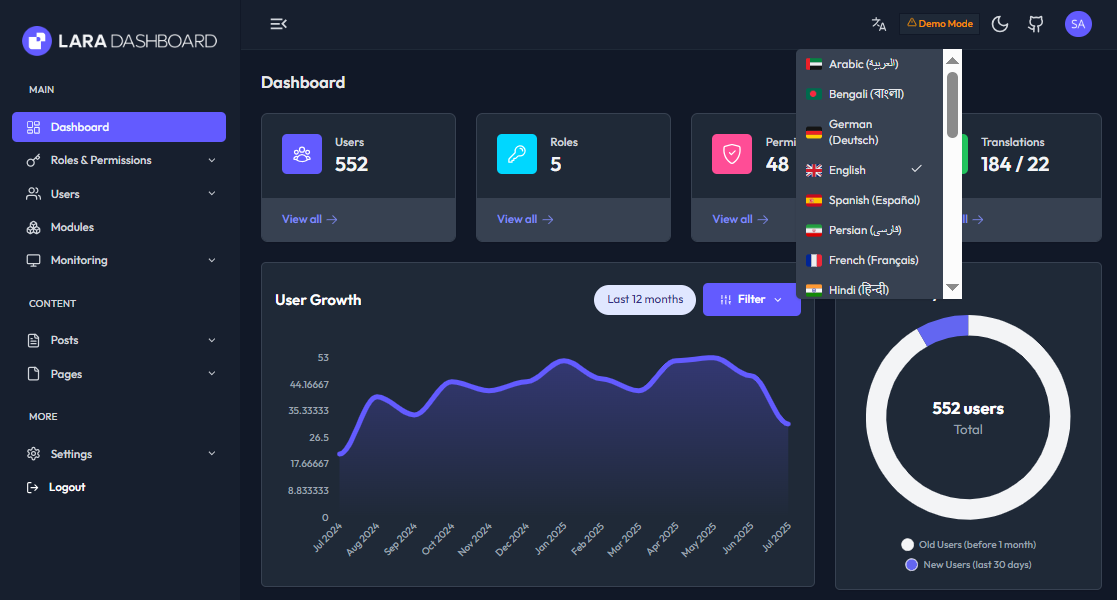 LARA DASHBOARD
Demo Mode
SA
MAIN
Dashboard
Roles & Permissions
Users
Modules
Monitoring
CONTENT
Posts
Pages
MORE
Settings
Logout
Dashboard
Users
552
View all
Roles
5
View all
Permi
48
View all
Translations
184 / 22
ll
Arabic (العربية)
Bengali (বাংলা)
German
(Deutsch)
English
Spanish (Español)
Persian (فارسی)
French (Français)
Hindi (हिन्दी)
User Growth
Last 12 months
Filter
53
44.16667
35.33333
26.5
17.66667
8.833333
0
Jul 2024
Aug 2024
Sep 2024
Oct 2024
Nov 2024
Dec 2024
Jan 2025
Feb 2025
Mar 2025
Apr 2025
May 2025
Jun 2025
Jul 2025
552 users
Total
Old Users (before 1 month)
New Users (last 30 days)